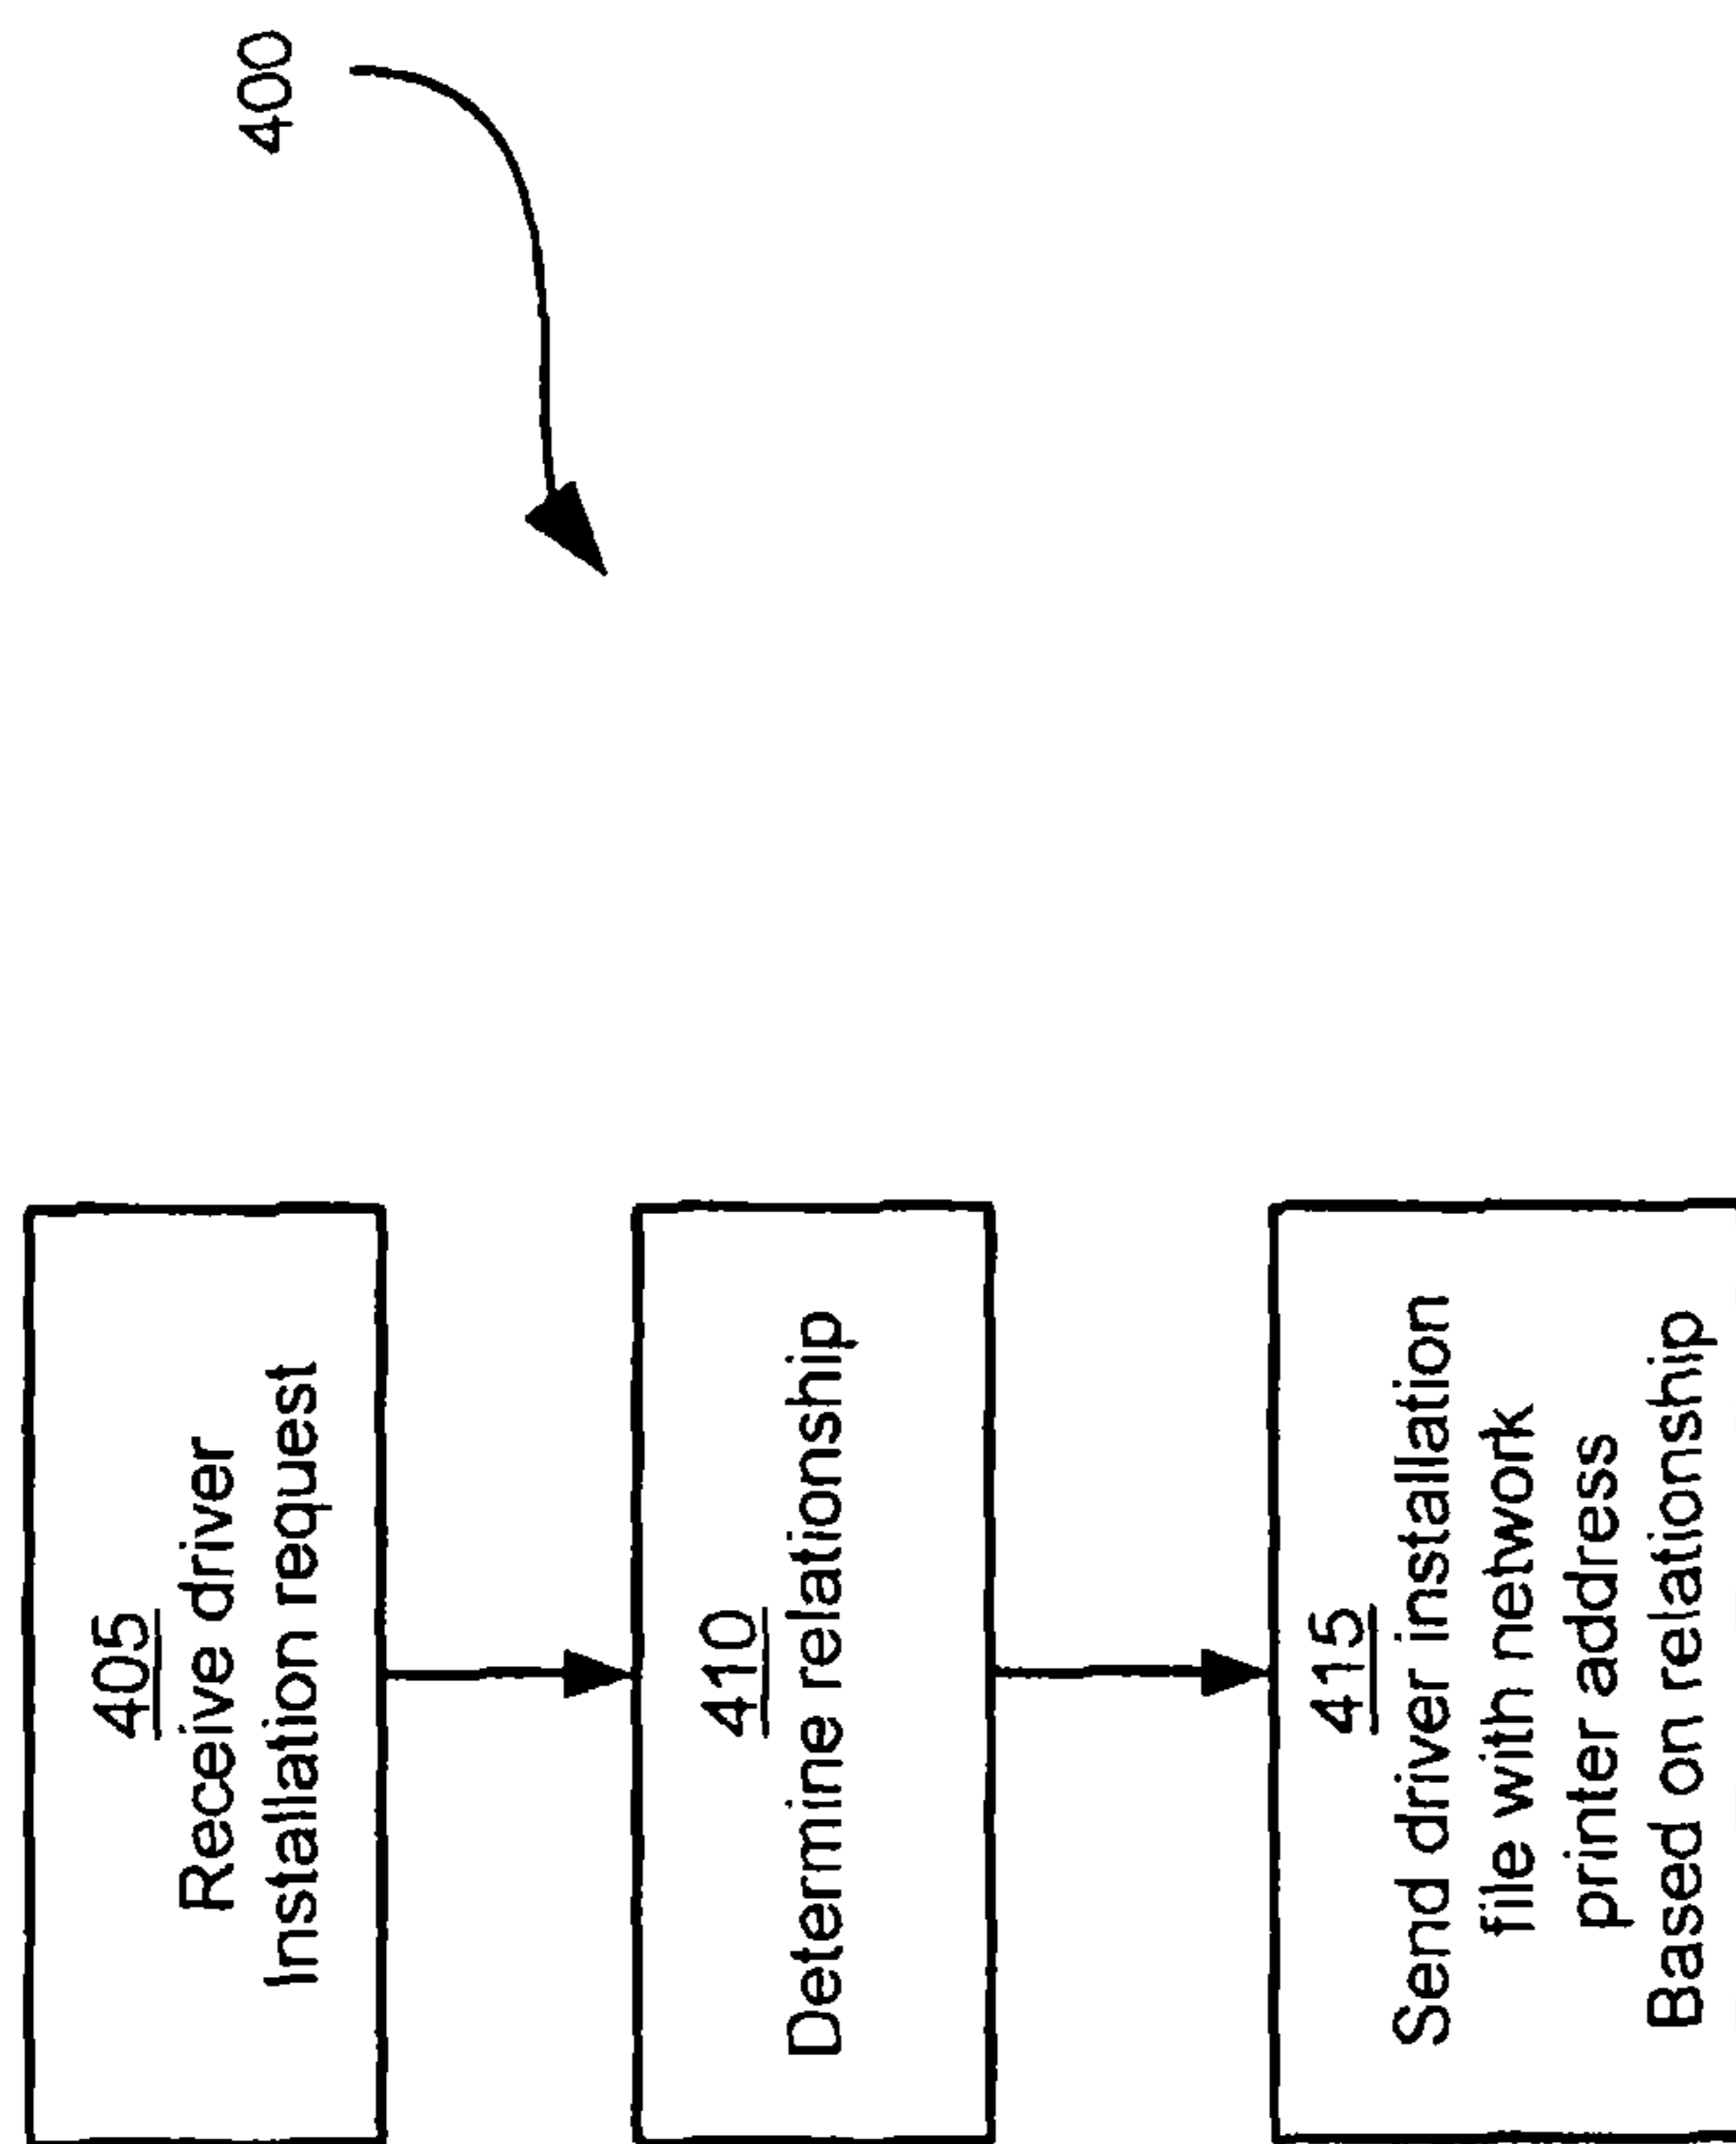 400
405
Receive driver
Installation request
410
Determine relationship
415
Send driver installation
file with network
printer address
Based on relationship